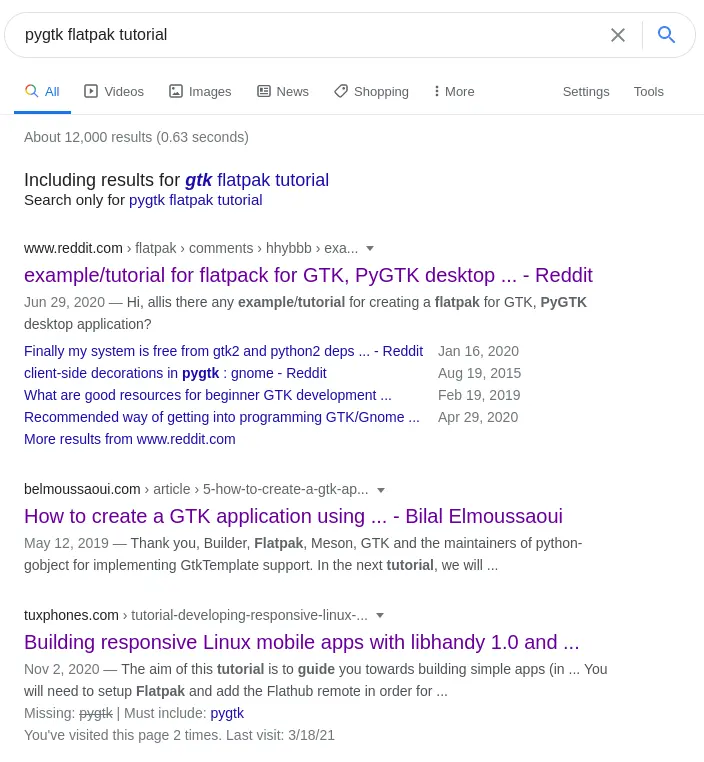 pygtk flatpak tutorial
All Videos Images News Shopping More Settings Tools
About 12,000 results (0.63 seconds)
Including results for gtk flatpak tutorial
Search only for pygtk flatpak tutorial
www.reddit.com › flatpak › comments › hhybbb › exa...
example/tutorial for flatpack for GTK, PyGTK desktop ... - Reddit
Jun 29, 2020 — Hi, allis there any example/tutorial for creating a flatpak for GTK, PyGTK
desktop application?
Finally my system is free from gtk2 and python2 deps ... - Reddit Jan 16, 2020
client-side decorations in pygtk : gnome - Reddit Aug 19, 2015
What are good resources for beginner GTK development ... Feb 19, 2019
Recommended way of getting into programming GTK/Gnome ... Apr 29, 2020
More results from www.reddit.com
belmoussaoui.com › article › 5-how-to-create-a-gtk-ap...
How to create a GTK application using ... - Bilal Elmoussaoui
May 12, 2019 — Thank you, Builder, Flatpak, Meson, GTK and the maintainers of python-
gobject for implementing GtkTemplate support. In the next tutorial, we will ...
tuxphones.com › tutorial-developing-responsive-linux-...
Building responsive Linux mobile apps with libhandy 1.0 and ...
Nov 2, 2020 — The aim of this tutorial is to guide you towards building simple apps (in ... You
will need to setup Flatpak and add the Flathub remote in order for ...
Missing: pygtk | Must include: pygtk
You've visited this page 2 times. Last visit: 3/18/21